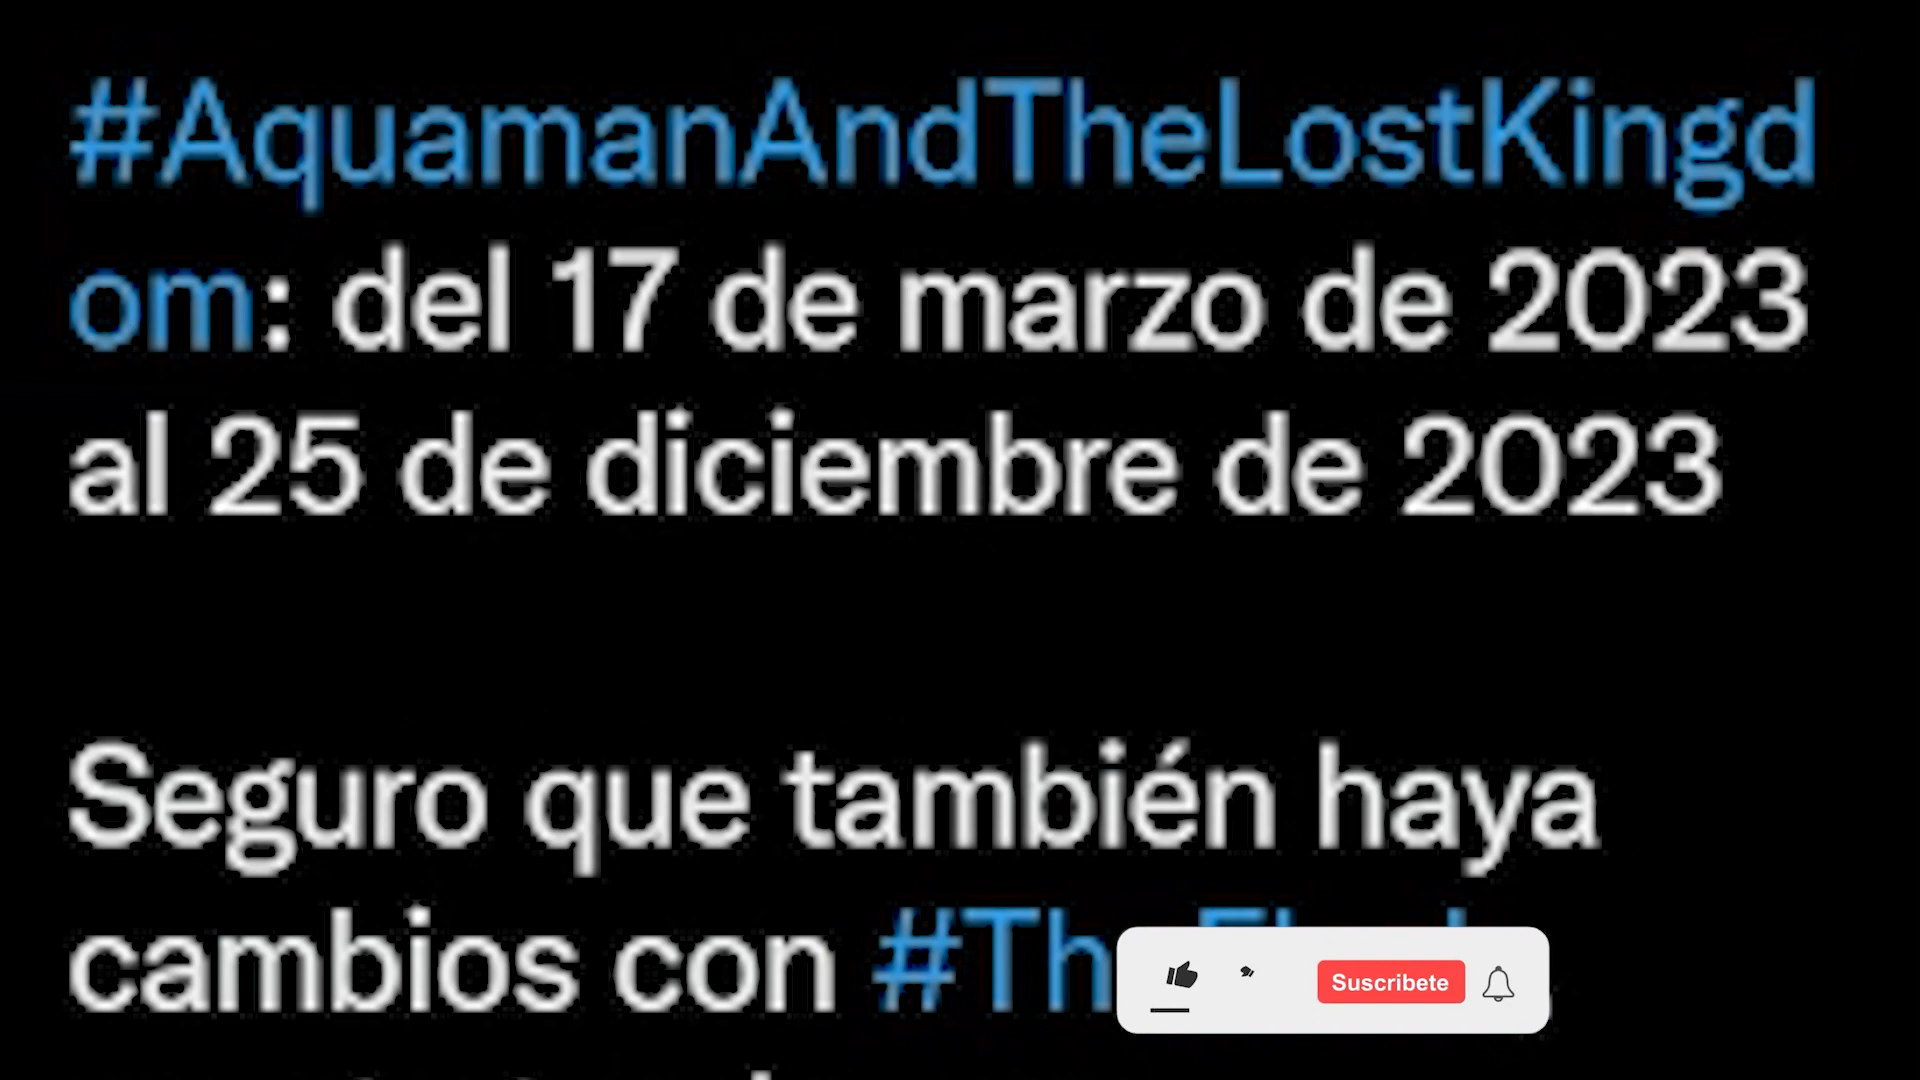 #AquamanAndTheLostKingd
om: del 17 de marzo de 2023
al 25 de diciembre de 2023
Seguro que también haya
cambios con
Suscribete